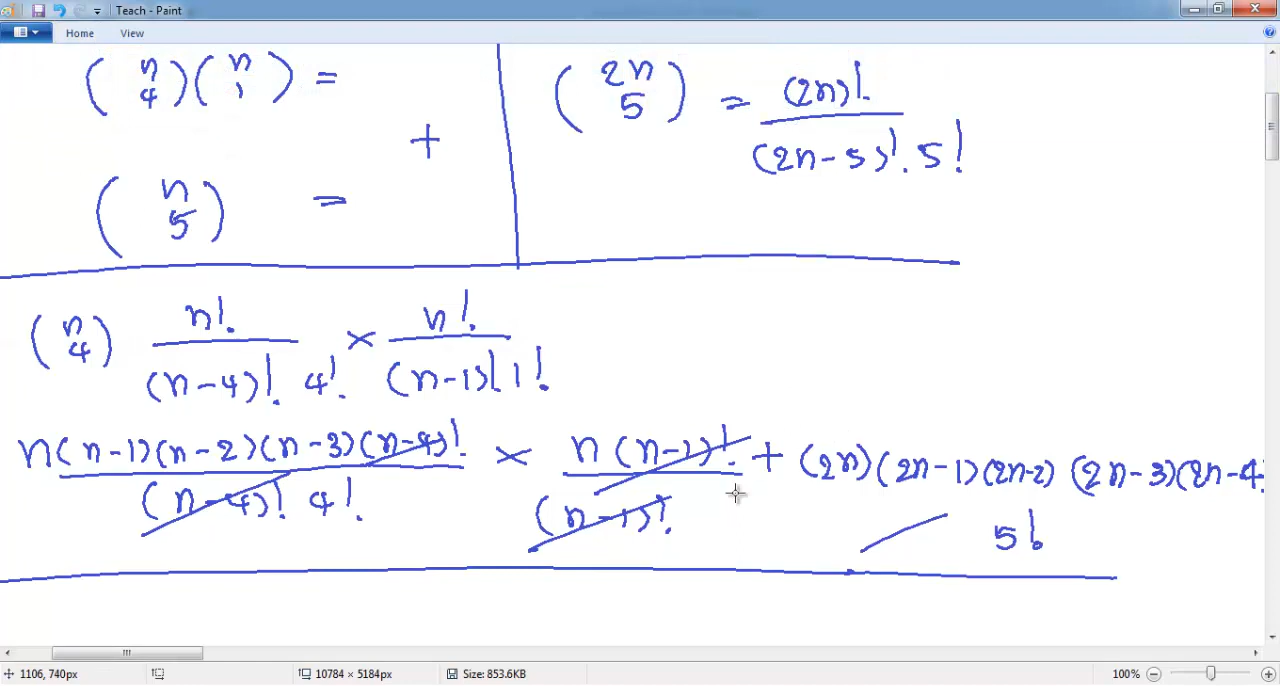 Teach - Paint
Home View
( n 4 )( n 1 ) =
+
( n 5 ) =
( 2n 5 ) = (2n)!
(2n-5)! . 5!
( n 4 ) n! × n!
(n-4)! 4! (n-1)! 1!
n(n-1)(n-2)(n-3)(n-4)! × n(n-1)! + (2n)(2n-1)(2n-2)(2n-3)(2n-4
(n-4)! 4! (n-1)! 5!
1106, 740px 10784 × 5184px Size: 853.6KB 100%